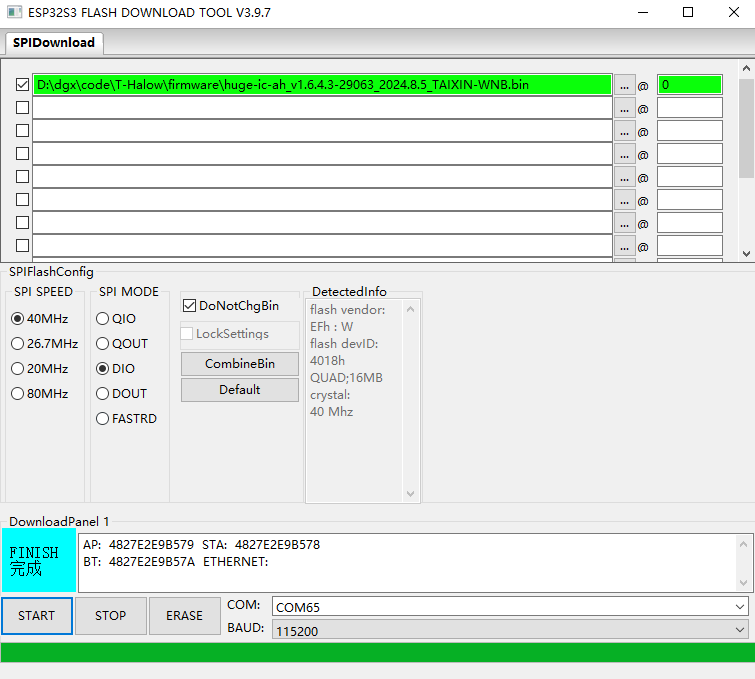 ESP32S3 FLASH DOWNLOAD TOOL V3.9.7
SPIDownload
D:\dgx\code\T-Halow\firmware\huge-ic-ah_v1.6.4.3-29063_2024.8.5_TAIXIN-WNB.bin ... @ 0
... @
... @
... @
... @
... @
... @
... @
SPIFlashConfig
SPI SPEED
40MHz
26.7MHz
20MHz
80MHz
SPI MODE
QIO
QOUT
DIO
DOUT
FASTRD
DoNotChgBin
LockSettings
CombineBin
Default
DetectedInfo
flash vendor:
EFh : W
flash devID:
4018h
QUAD;16MB
crystal:
40 Mhz
DownloadPanel 1
FINISH
完成
AP: 4827E2E9B579 STA: 4827E2E9B578
BT: 4827E2E9B57A ETHERNET:
START
STOP
ERASE
COM: COM65
BAUD: 115200